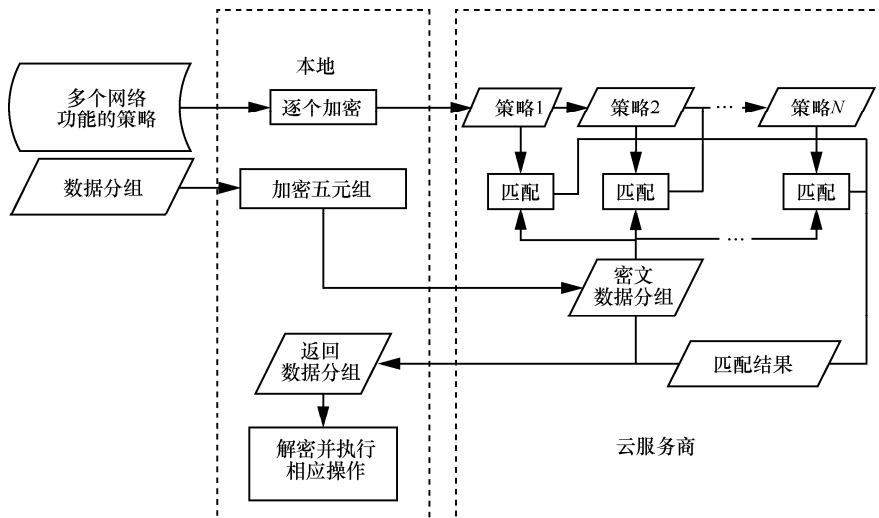 本地
多个网络
功能的策略
逐个加密
策略1
策略2
…
策略N
数据分组
加密五元组
匹配
匹配
匹配
…
密文
数据分组
返回
数据分组
匹配结果
解密并执行
相应操作
云服务商